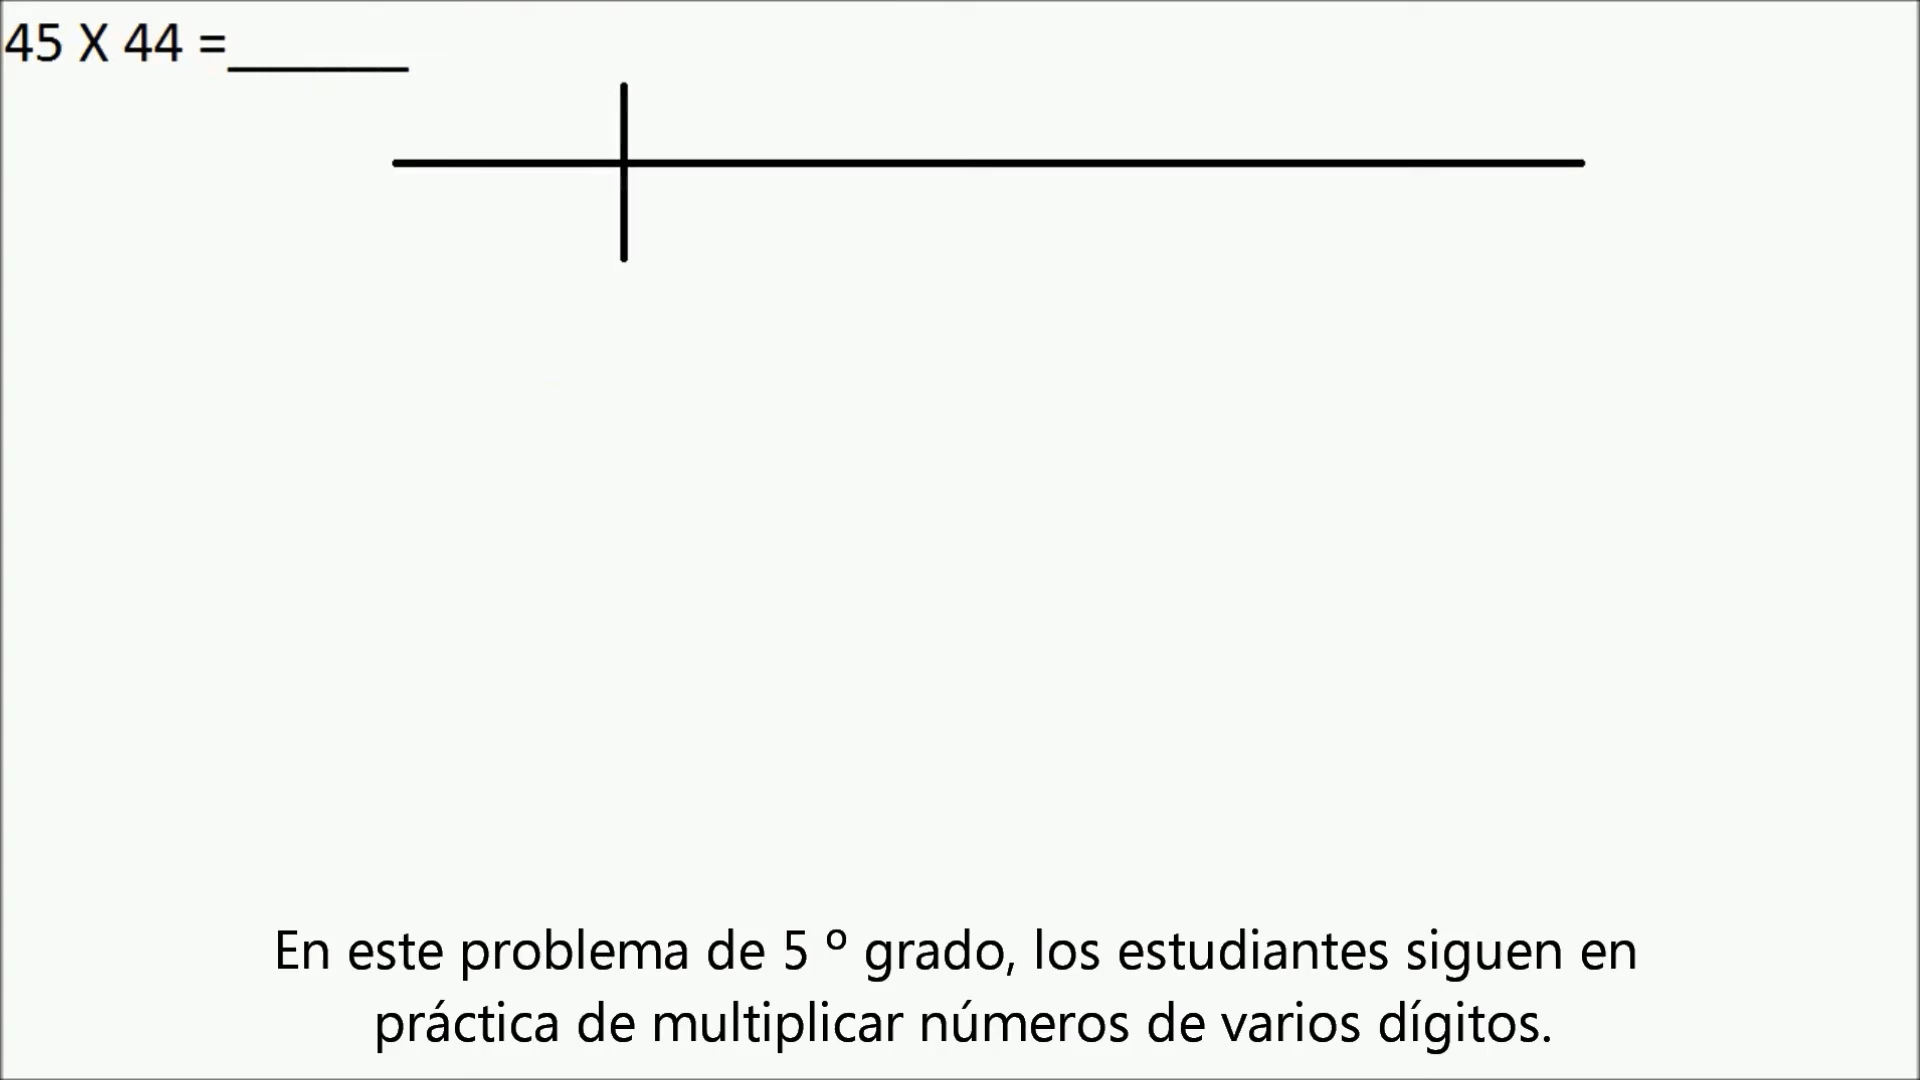 45 X 44 =______
En este problema de 5 º grado, los estudiantes siguen en
práctica de multiplicar números de varios dígitos.